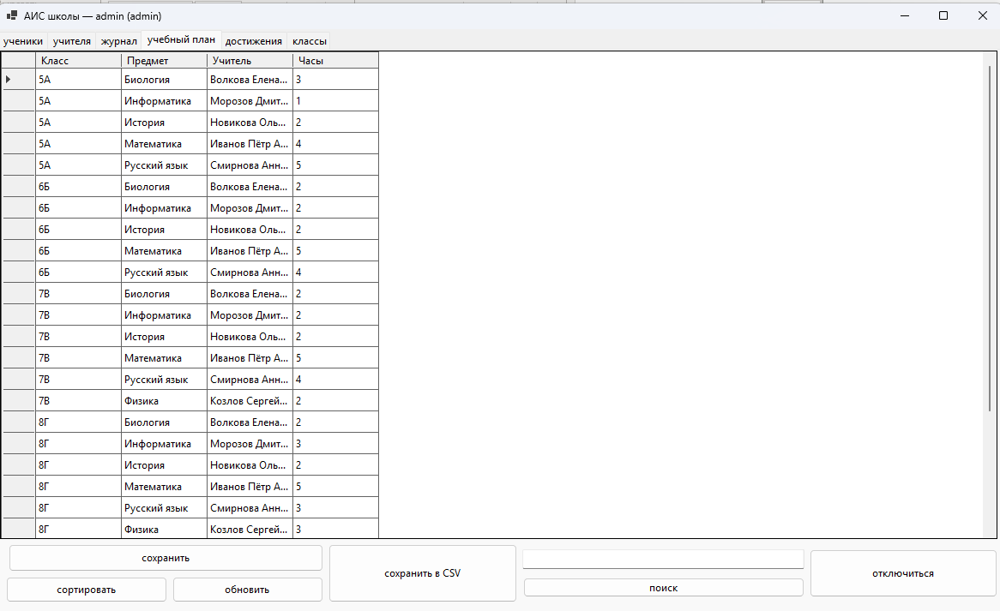 АИС школы — admin (admin)
ученики учителя журнал учебный план достижения классы
Класс Предмет Учитель Часы
5А Биология Волкова Елена... 3
5А Информатика Морозов Дмит... 1
5А История Новикова Оль... 2
5А Математика Иванов Пётр А... 4
5А Русский язык Смирнова Анн... 5
6Б Биология Волкова Елена... 2
6Б Информатика Морозов Дмит... 2
6Б История Новикова Оль... 2
6Б Математика Иванов Пётр А... 5
6Б Русский язык Смирнова Анн... 4
7В Биология Волкова Елена... 2
7В Информатика Морозов Дмит... 2
7В История Новикова Оль... 2
7В Математика Иванов Пётр А... 5
7В Русский язык Смирнова Анн... 4
7В Физика Козлов Сергей... 2
8Г Биология Волкова Елена... 2
8Г Информатика Морозов Дмит... 3
8Г История Новикова Оль... 2
8Г Математика Иванов Пётр А... 5
8Г Русский язык Смирнова Анн... 3
8Г Физика Козлов Сергей... 3
сохранить
сортировать обновить
сохранить в CSV
поиск
отключиться